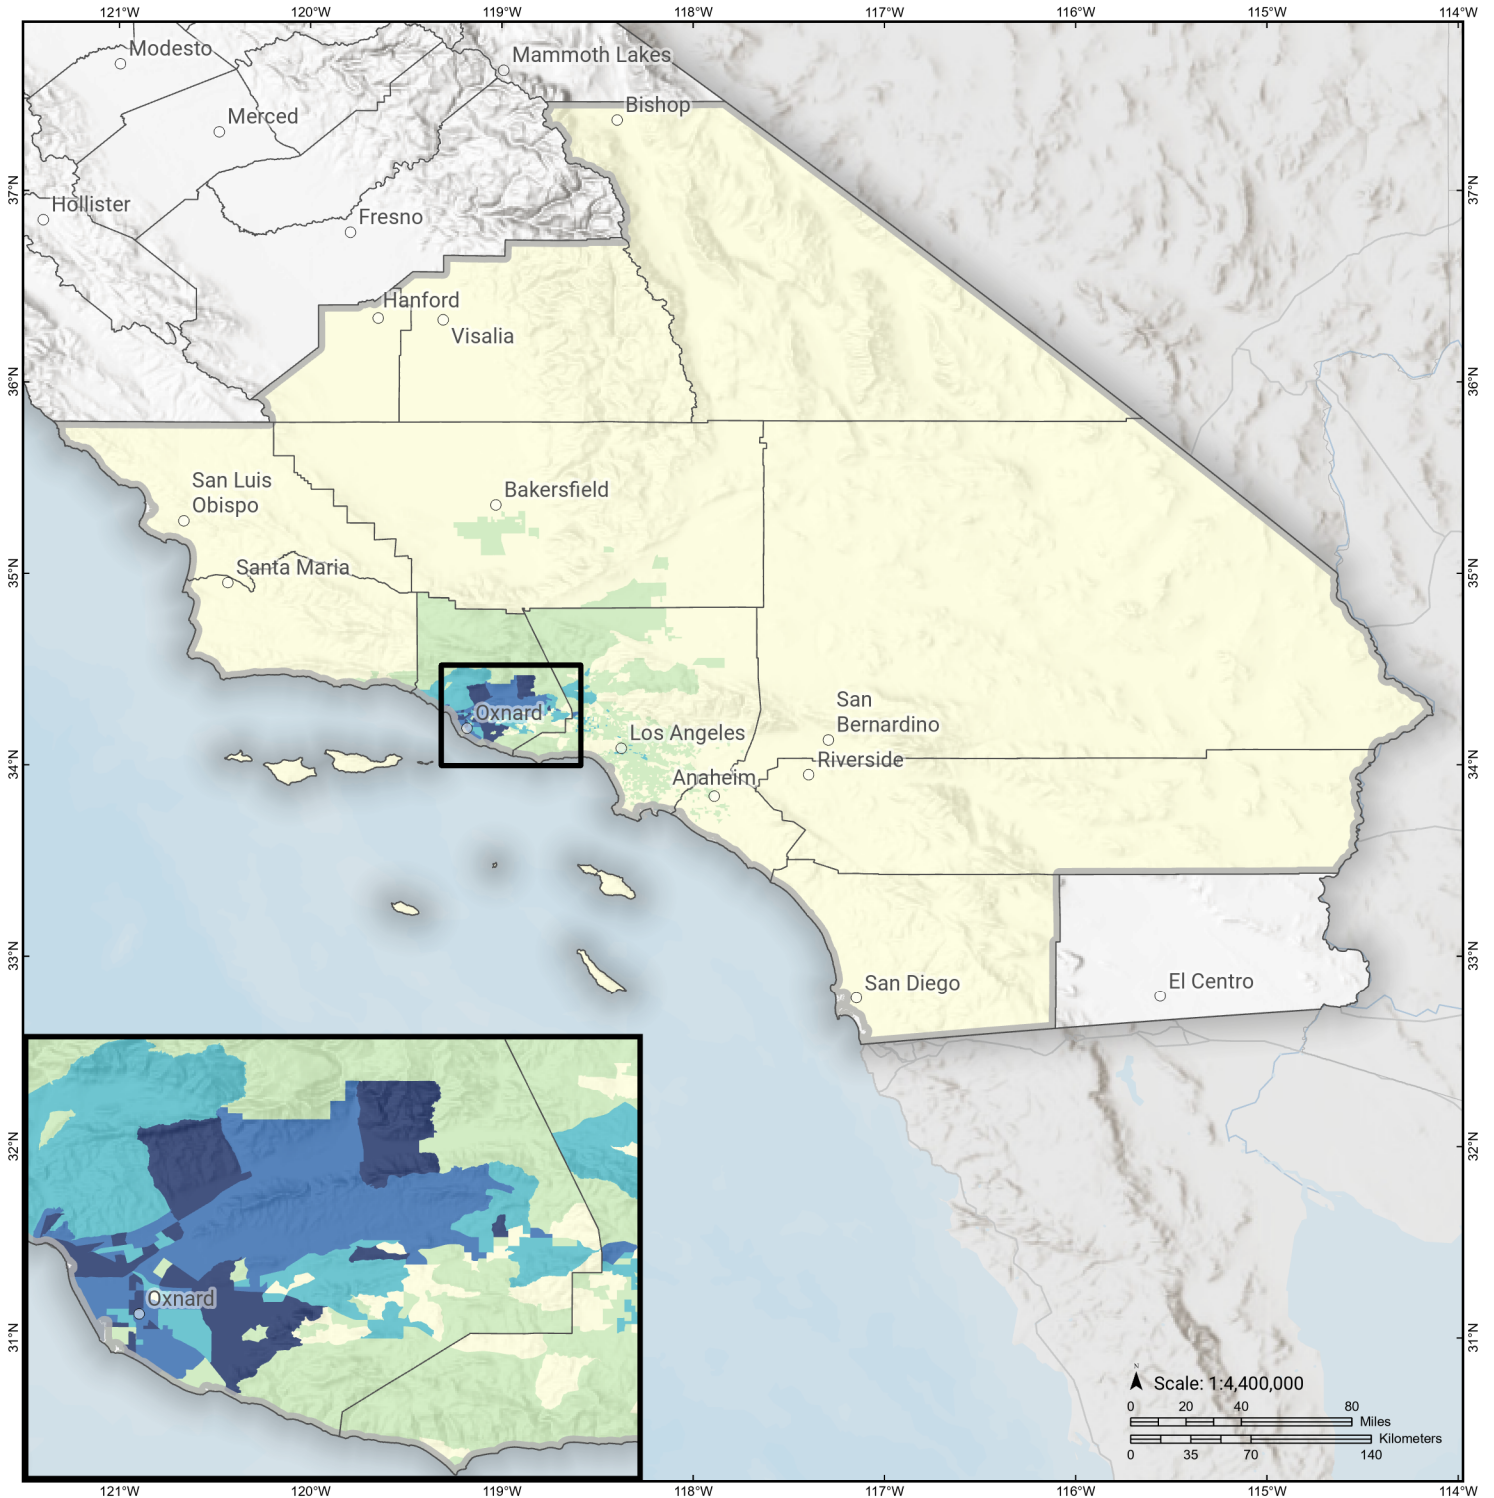 121°W 120°W 119°W 118°W 117°W 116°W 115°W 114°W
Modesto
Mammoth Lakes
Bishop
Merced
37°N 37°N
Hollister
Fresno
Hanford
Visalia
36°N 36°N
San Luis
Obispo
Bakersfield
35°N 35°N
Santa Maria
San
Bernardino
Oxnard
Los Angeles
Riverside
34°N 34°N
Anaheim
33°N 33°N
San Diego
El Centro
32°N 32°N
Oxnard
31°N 31°N
N
Scale: 1:4,400,000
0 20 40 80
Miles
Kilometers
0 35 70 140
121°W 120°W 119°W 118°W 117°W 116°W 115°W 114°W